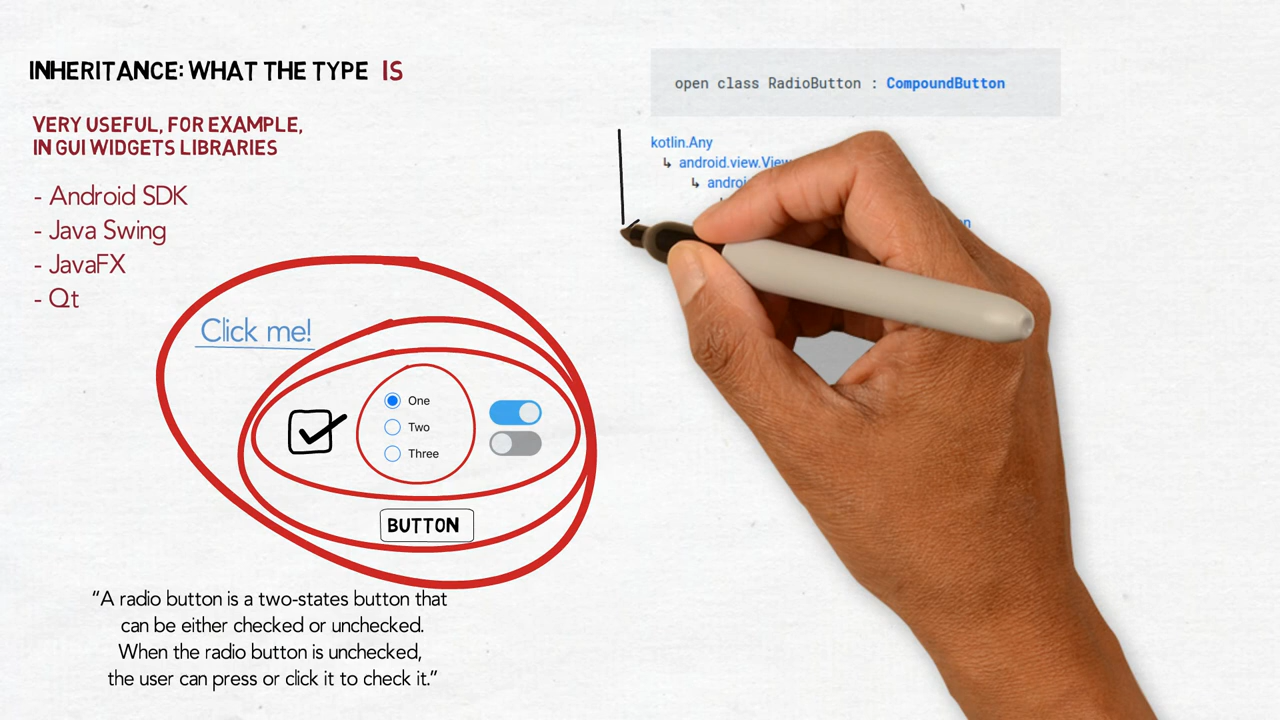 INHERITANCE: WHAT THE TYPE IS
VERY USEFUL, FOR EXAMPLE,
IN GUI WIDGETS LIBRARIES
- Android SDK
- Java Swing
- JavaFX
- Qt
Click me!
One
Two
Three
BUTTON
"A radio button is a two-states button that
can be either checked or unchecked.
When the radio button is unchecked,
the user can press or click it to check it."
open class RadioButton : CompoundButton
kotlin.Any
↳ android.view.View
↳
↳